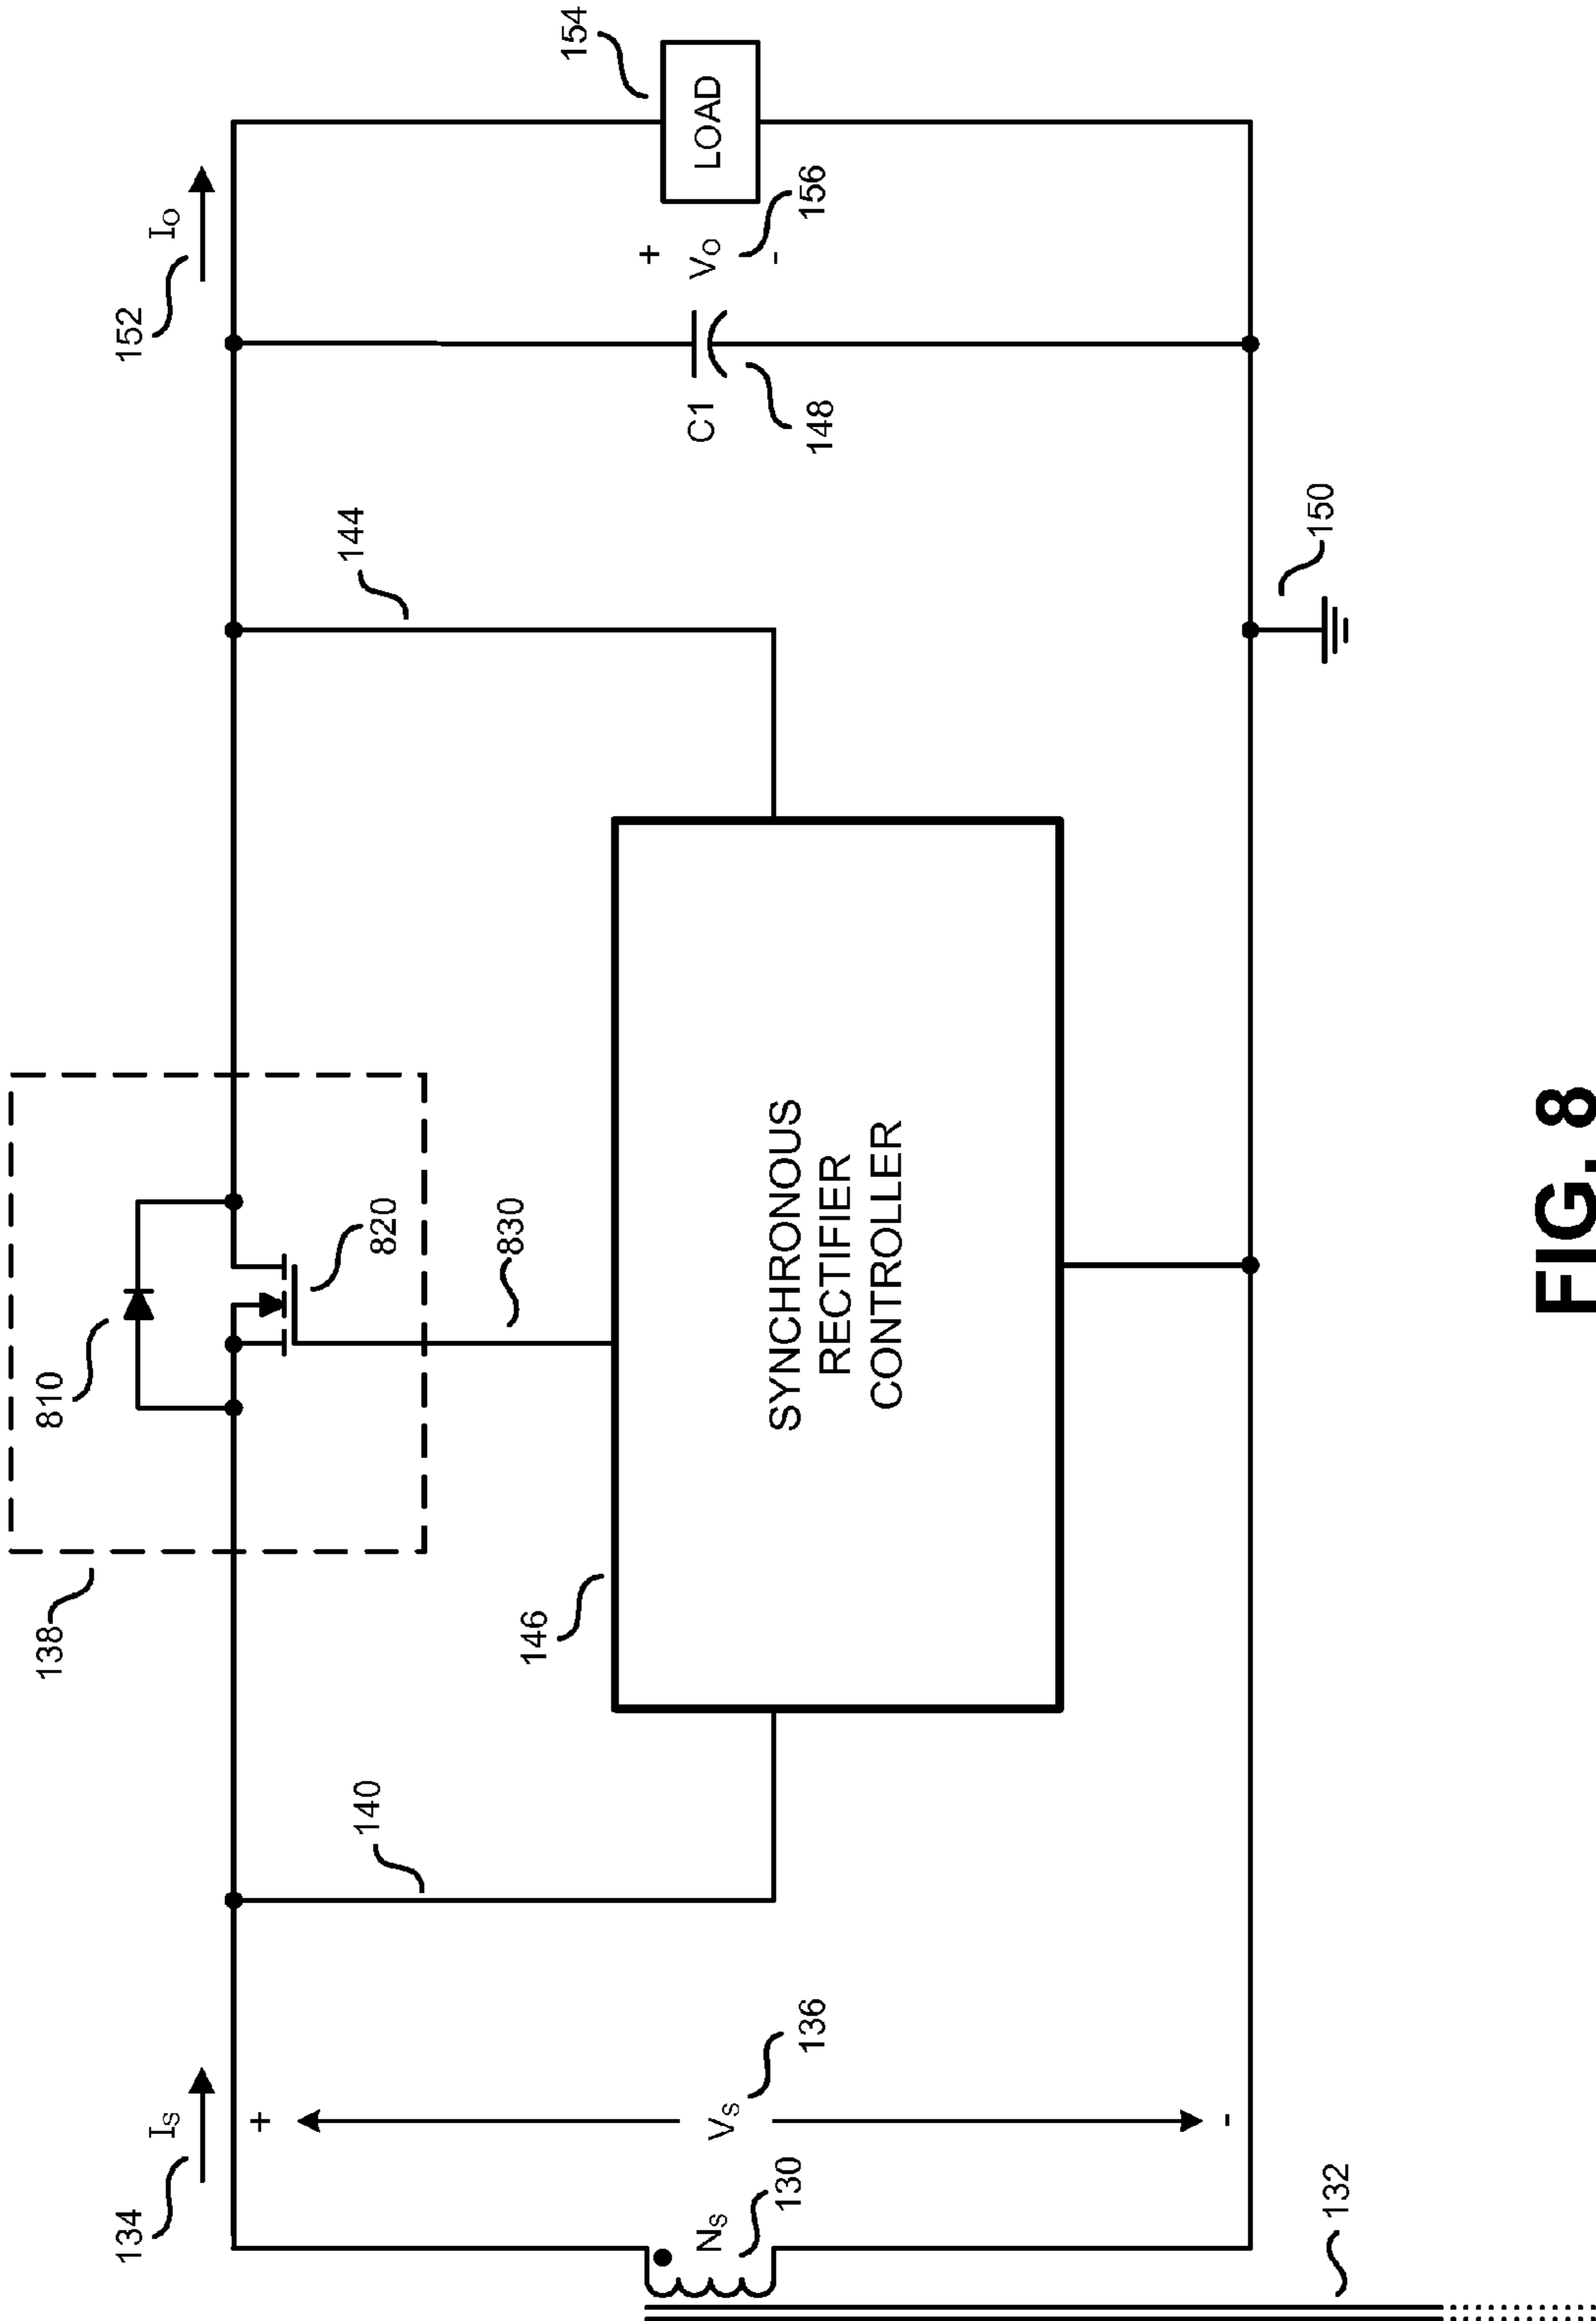 138
810
134
IS
152
IO
820
+
140
830
144
154
146
+
NS
VS
C1
VO
LOAD
130
136
SYNCHRONOUS
RECTIFIER
CONTROLLER
148
-
156
-
132
150
FIG. 8